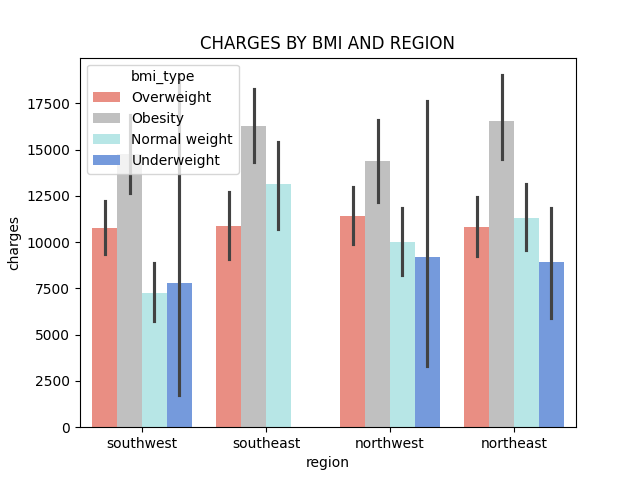 CHARGES BY BMI AND REGION
bmi_type
Overweight
Obesity
Normal weight
Underweight
17500
15000
12500
10000
7500
5000
2500
0
charges
southwest southeast northwest northeast
region